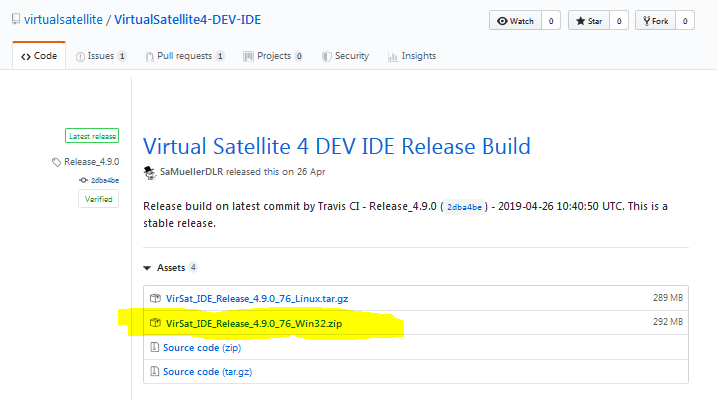 virtualsatellite / VirtualSatellite4-DEV-IDE
Watch 0 Star 0 Fork 0
Code Issues 1 Pull requests 1 Projects 0 Security Insights
Latest release
Release_4.9.0
2dba4be
Verified
Virtual Satellite 4 DEV IDE Release Build
SaMuellerDLR released this on 26 Apr
Release build on latest commit by Travis CI - Release_4.9.0 ( 2dba4be ) - 2019-04-26 10:40:50 UTC. This is a
stable release.
Assets 4
VirSat_IDE_Release_4.9.0_76_Linux.tar.gz 289 MB
VirSat_IDE_Release_4.9.0_76_Win32.zip 292 MB
Source code (zip)
Source code (tar.gz)